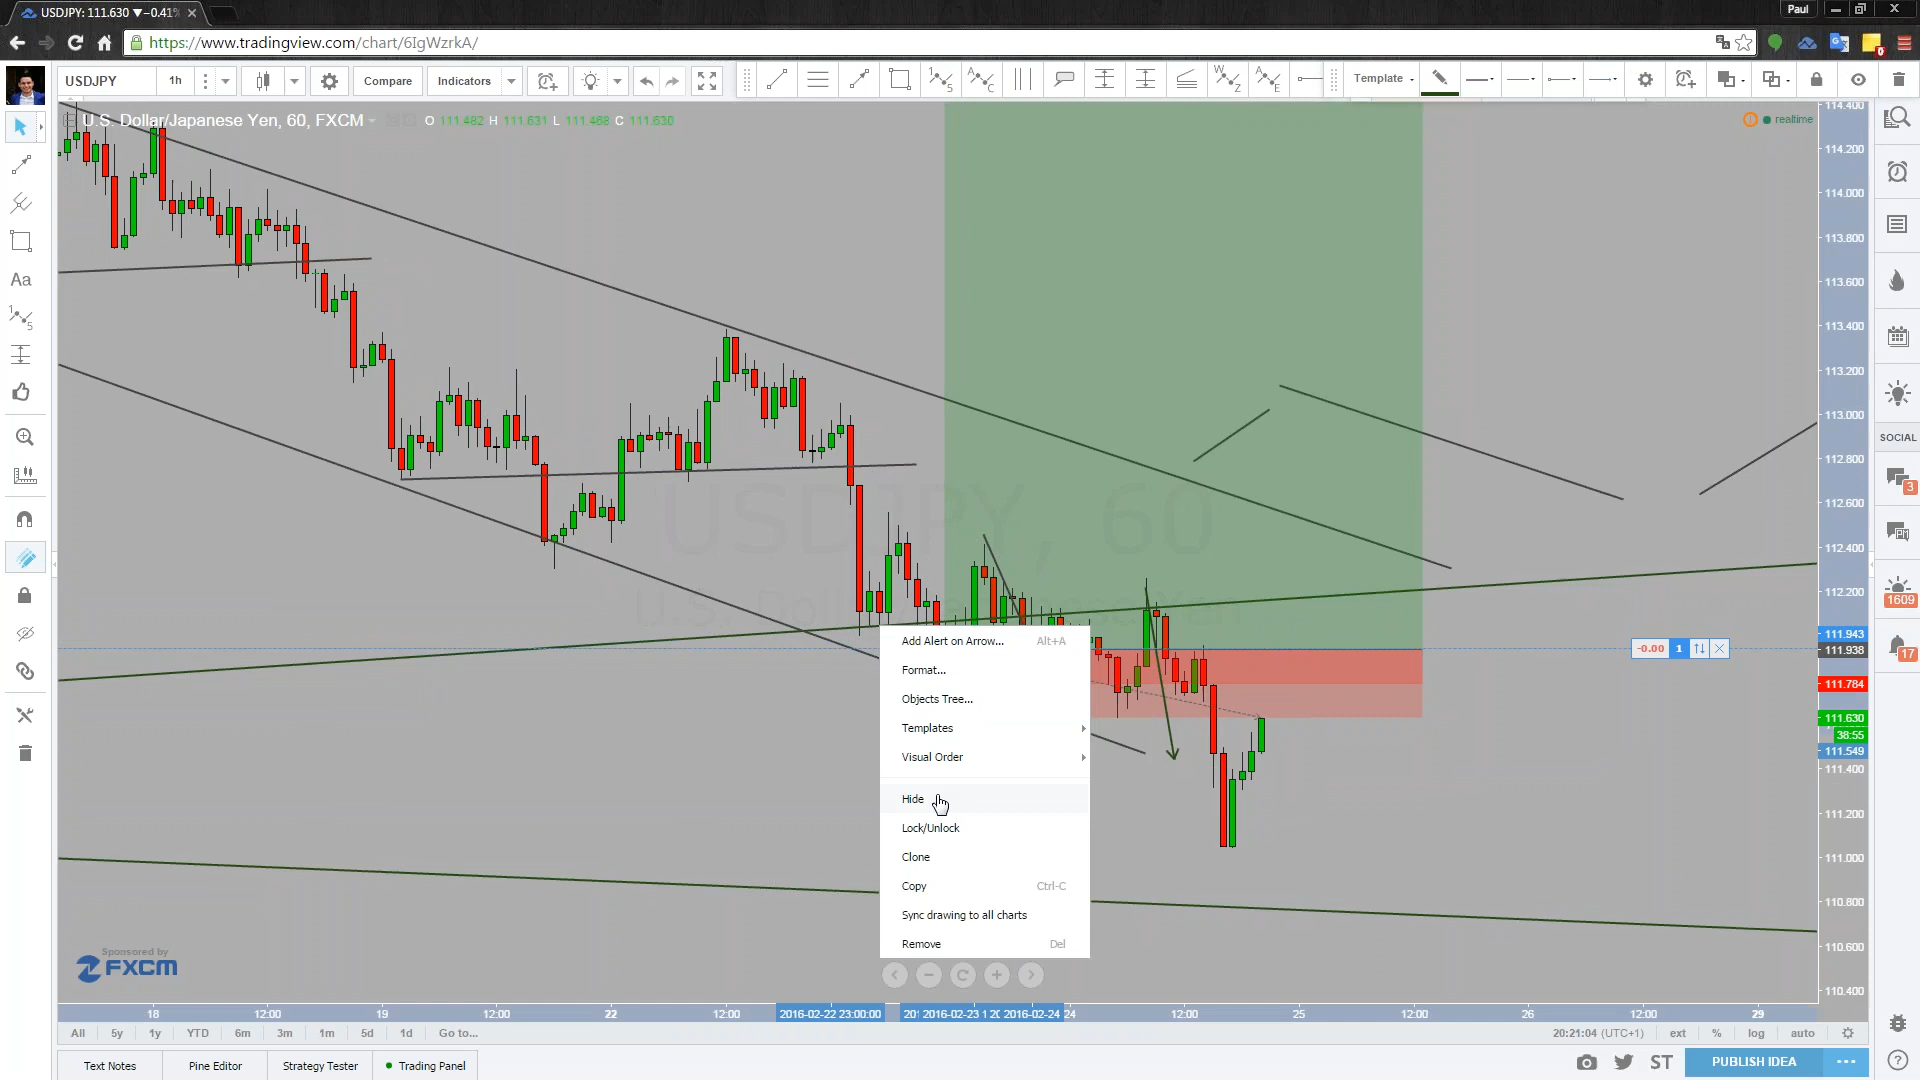 USDJPY: 111.630 ▼−0.41%
Paul
https://www.tradingview.com/chart/6IgWzrkA/
0
USDJPY
1h
Compare
Indicators
Template
U.S. Dollar/Japanese Yen, 60, FXCM
O 111.482 H 111.631 L 111.468 C 111.630
realtime
114.400
114.200
114.000
113.800
113.600
113.400
113.200
113.000
112.800
112.600
112.400
112.200
111.943
111.938
111.784
111.630
38:55
111.549
111.400
111.200
111.000
110.800
110.600
110.400
Aa
SOCIAL
3
1609
17
USDJPY, 60
-0.00 1
Add Alert on Arrow... Alt+A
Format...
Objects Tree...
Templates
Visual Order
Hide
Lock/Unlock
Clone
Copy Ctrl-C
Sync drawing to all charts
Remove Del
Sponsored by
FXCM
18 12:00 19 12:00 22 12:00 2016-02-22 23:00:00 2016-02-23 2016-02-24 24 12:00 25 12:00 26 12:00 29
All 5y 1y YTD 6m 3m 1m 5d 1d Go to...
20:21:04 (UTC+1) ext % log auto
Text Notes
Pine Editor
Strategy Tester
Trading Panel
ST
PUBLISH IDEA